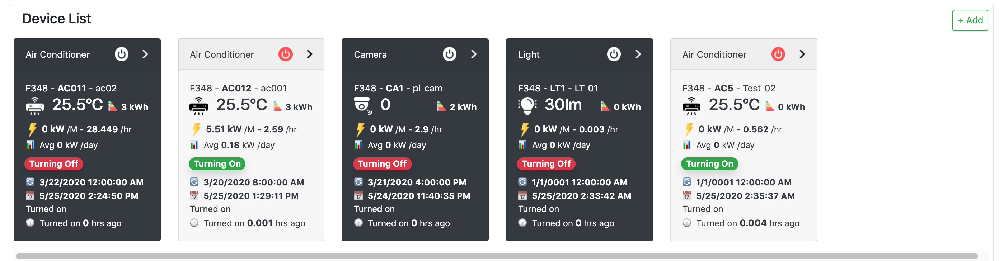 Device List
+ Add
Air Conditioner
F348 - AC011 - ac02
25.5°C 3 kWh
0 kW /M - 28.449 /hr
Avg 0 kW /day
Turning Off
3/22/2020 12:00:00 AM
17 5/25/2020 2:24:50 PM
Turned on
Turned on 0 hrs ago
Air Conditioner
F348 - AC012 - ac001
25.5°C 3 kWh
5.51 kW /M - 2.59 /hr
Avg 0.18 kW /day
Turning On
3/20/2020 8:00:00 AM
17 5/25/2020 1:29:11 PM
Turned on
Turned on 0.001 hrs ago
Camera
F348 - CA1 - pi_cam
0 2 kWh
0 kW /M - 2.9 /hr
Avg 0 kW /day
Turning Off
3/21/2020 4:00:00 PM
17 5/24/2020 11:40:35 PM
Turned on
Turned on 0 hrs ago
Light
F348 - LT1 - LT_01
30lm 0 kWh
0 kW /M - 0.003 /hr
Avg 0 kW /day
Turning Off
1/1/0001 12:00:00 AM
17 5/25/2020 2:33:42 AM
Turned on
Turned on 0 hrs ago
Air Conditioner
F348 - AC5 - Test_02
25.5°C 0 kWh
0 kW /M - 0.562 /hr
Avg 0 kW /day
Turning On
1/1/0001 12:00:00 AM
17 5/25/2020 2:35:37 AM
Turned on
Turned on 0.004 hrs ago